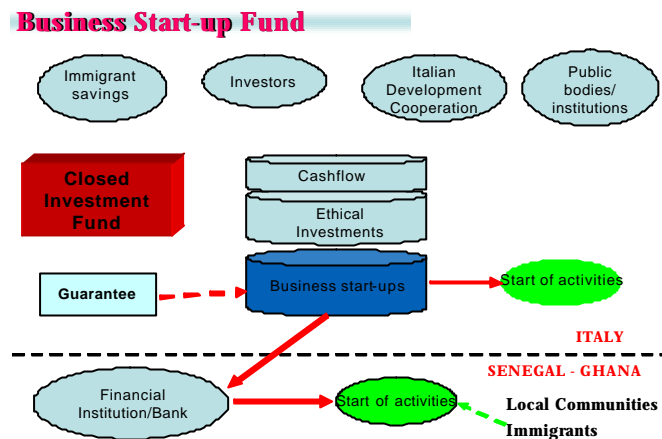 Business Start-up Fund
Immigrant
savings
Investors
Italian
Development
Cooperation
Public
bodies/
institutions
Closed
Investment
Fund
Cashflow
Ethical
Investments
Guarantee
Business start-ups
Start of activities
ITALY
SENEGAL - GHANA
Financial
Institution/Bank
Start of activities
Local Communities
Immigrants